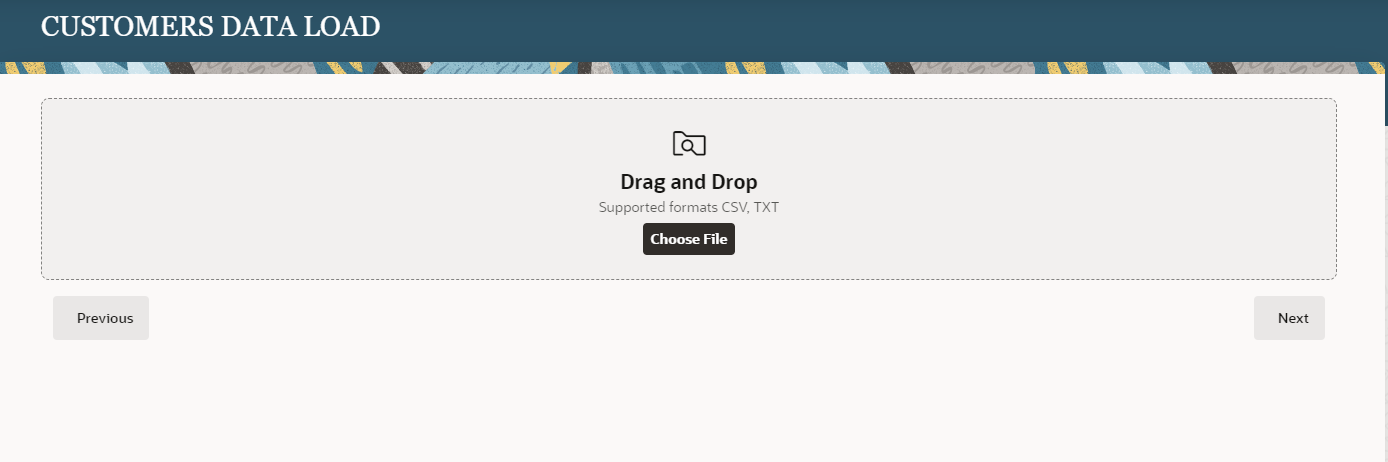 CUSTOMERS DATA LOAD
Drag and Drop
Supported formats CSV, TXT
Choose File
Previous
Next